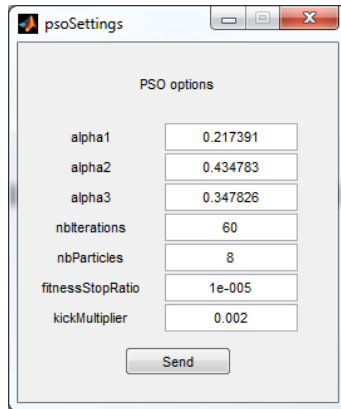 psoSettings
PSO options
alpha1 0.217391
alpha2 0.434783
alpha3 0.347826
nbIterations 60
nbParticles 8
fitnessStopRatio 1e-005
kickMultiplier 0.002
Send